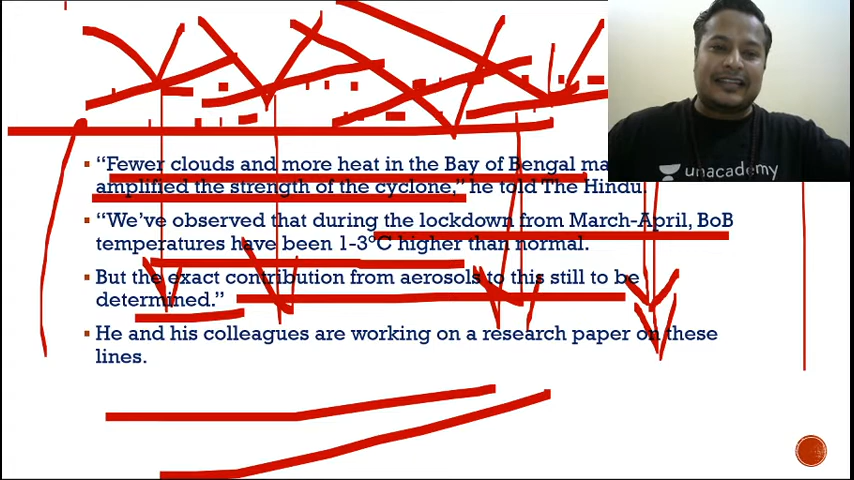 unacademy
"Fewer clouds and more heat in the Bay of Bengal
amplified the strength of the cyclone," he told The Hindu.
"We've observed that during the lockdown from March-April, BoB
temperatures have been 1-3°C higher than normal.
But the exact contribution from aerosols to this still to be
determined."
He and his colleagues are working on a research paper on these
lines.